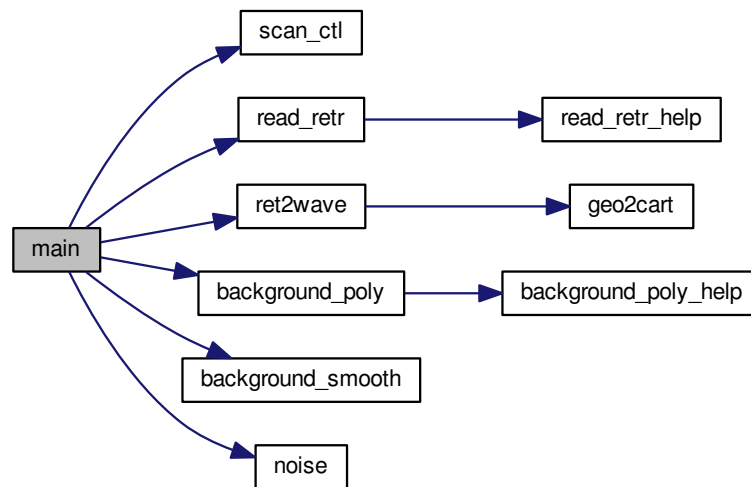 scan_ctl
read_retr
read_retr_help
ret2wave
geo2cart
main
background_poly
background_poly_help
background_smooth
noise